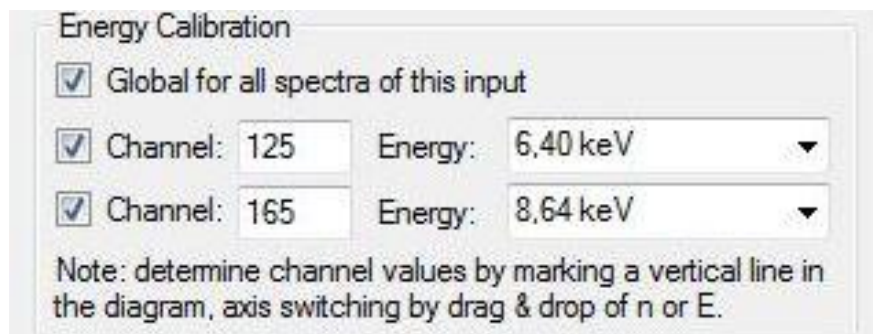 Energy Calibration
Global for all spectra of this input
Channel: 125 Energy: 6,40 keV
Channel: 165 Energy: 8,64 keV
Note: determine channel values by marking a vertical line in
the diagram, axis switching by drag & drop of n or E.